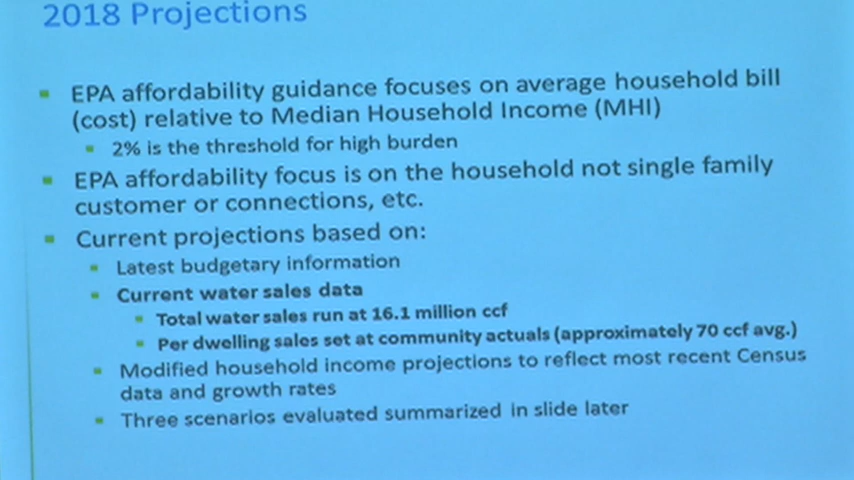 2018 Projections
EPA affordability guidance focuses on average household bill
(cost) relative to Median Household Income (MHI)
2% is the threshold for high burden
EPA affordability focus is on the household not single family
customer or connections, etc.
Current projections based on:
Latest budgetary information
Current water sales data
Total water sales run at 16.1 million ccf
Per dwelling sales set at community actuals (approximately 70 ccf avg.)
Modified household income projections to reflect most recent Census
data and growth rates
Three scenarios evaluated summarized in slide later